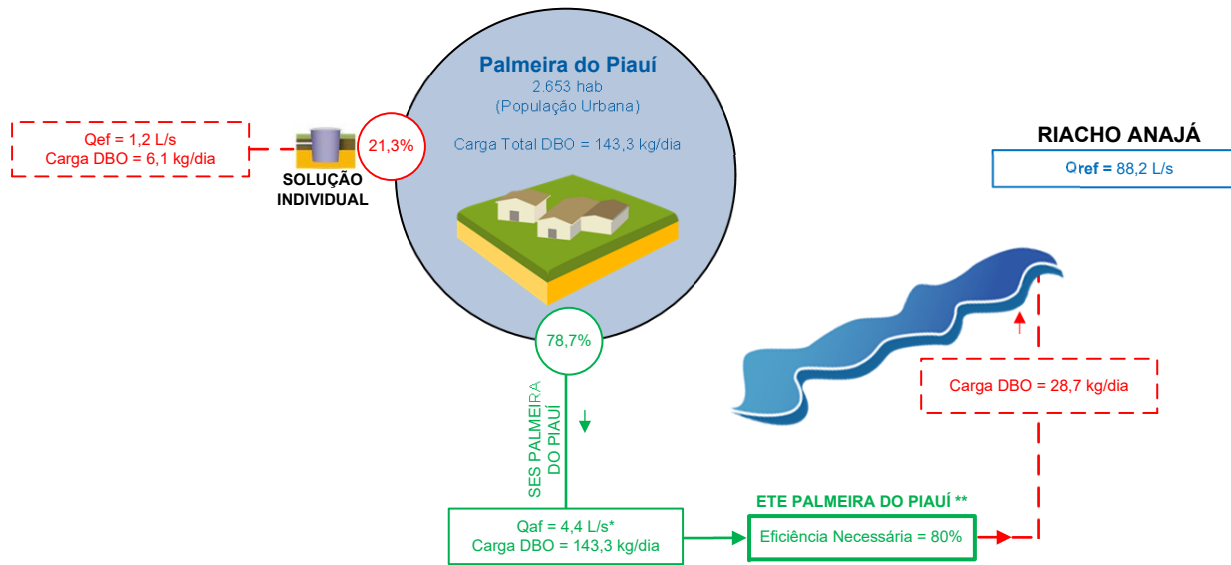 Palmeira do Piauí
2.653 hab
(População Urbana)
Carga Total DBO = 143,3 kg/dia
21,3%
Qef = 1,2 L/s
Carga DBO = 6,1 kg/dia
SOLUÇÃO
INDIVIDUAL
RIACHO ANAJÁ
Qref = 88,2 L/s
78,7%
SES PALMEIRA
DO PIAUÍ
Carga DBO = 28,7 kg/dia
ETE PALMEIRA DO PIAUÍ **
Qaf = 4,4 L/s*
Carga DBO = 143,3 kg/dia
Eficiência Necessária = 80%